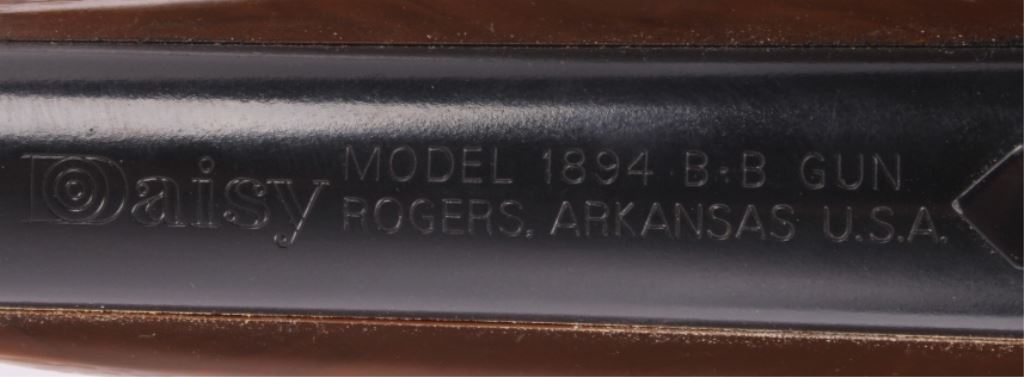 Daisy
MODEL 1894 B·B GUN
ROGERS, ARKANSAS U.S.A.